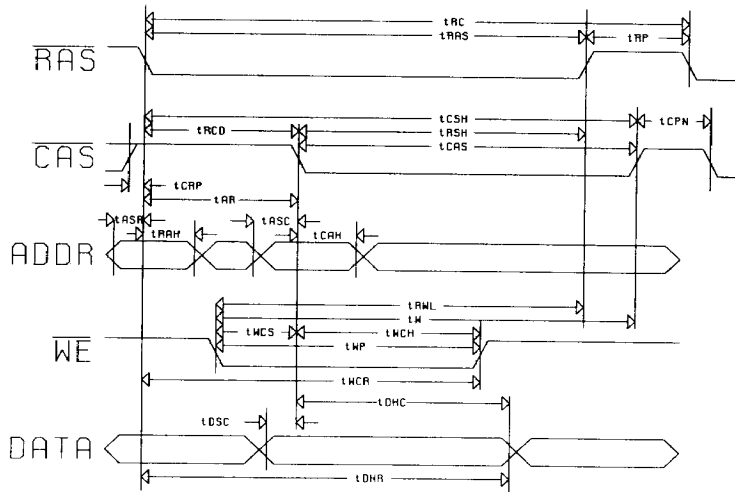 tRC
tRAS
tRP
RAS
tCSH
tCPN
tRCD
tRSH
CAS
tCAS
tCRP
tAR
tASR
tRAH
tASC
tCAH
ADDR
tRWL
tW
tWCS
tWCH
WE
tWP
tWCR
tDHC
tDSC
DATA
tDHR